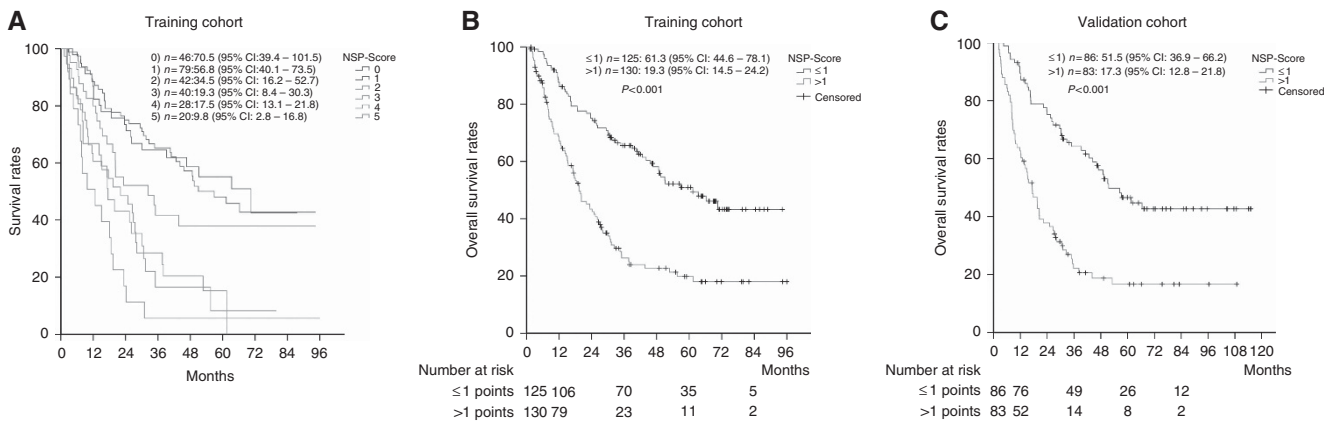 A
Training cohort
0) n=46:70.5 (95% CI:39.4 – 101.5)
1) n=79:56.8 (95% CI:40.1 – 73.5)
2) n=42:34.5 (95% CI: 16.2 – 52.7)
3) n=40:19.3 (95% CI: 8.4 – 30.3)
4) n=28:17.5 (95% CI: 13.1 – 21.8)
5) n=20:9.8 (95% CI: 2.8 – 16.8)
NSP-Score
0
1
2
3
4
5
Survival rates
100
80
60
40
20
0
0 12 24 36 48 60 72 84 96
Months
B
Training cohort
≤1) n = 125: 61.3 (95% CI: 44.6 – 78.1)
>1) n = 130: 19.3 (95% CI: 14.5 – 24.2)
P<0.001
NSP-Score
≤1
>1
Censored
Overall survival rates
100
80
60
40
20
0
0 12 24 36 48 60 72 84 96
Months
Number at risk
≤1 points 125 106 70 35 5
>1 points 130 79 23 11 2
C
Validation cohort
≤1) n= 86: 51.5 (95% CI: 36.9 – 66.2)
>1) n= 83: 17.3 (95% CI: 12.8 – 21.8)
P<0.001
NSP-Score
≤1
>1
Censored
Overall survival rates
100
80
60
40
20
0
0 12 24 36 48 60 72 84 96 108 120
Months
Number at risk
≤1 points 86 76 49 26 12
>1 points 83 52 14 8 2